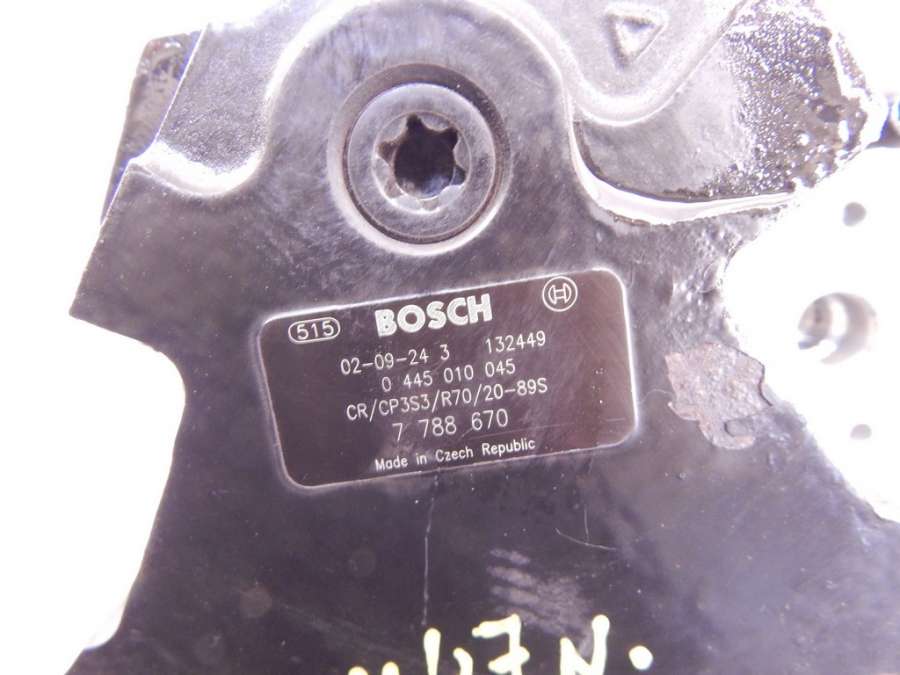 515 BOSCH
02-09-24 3 132449
0 445 010 045
CR/CP3S3/R70/20-89S
7 788 670
Made in Czech Republic